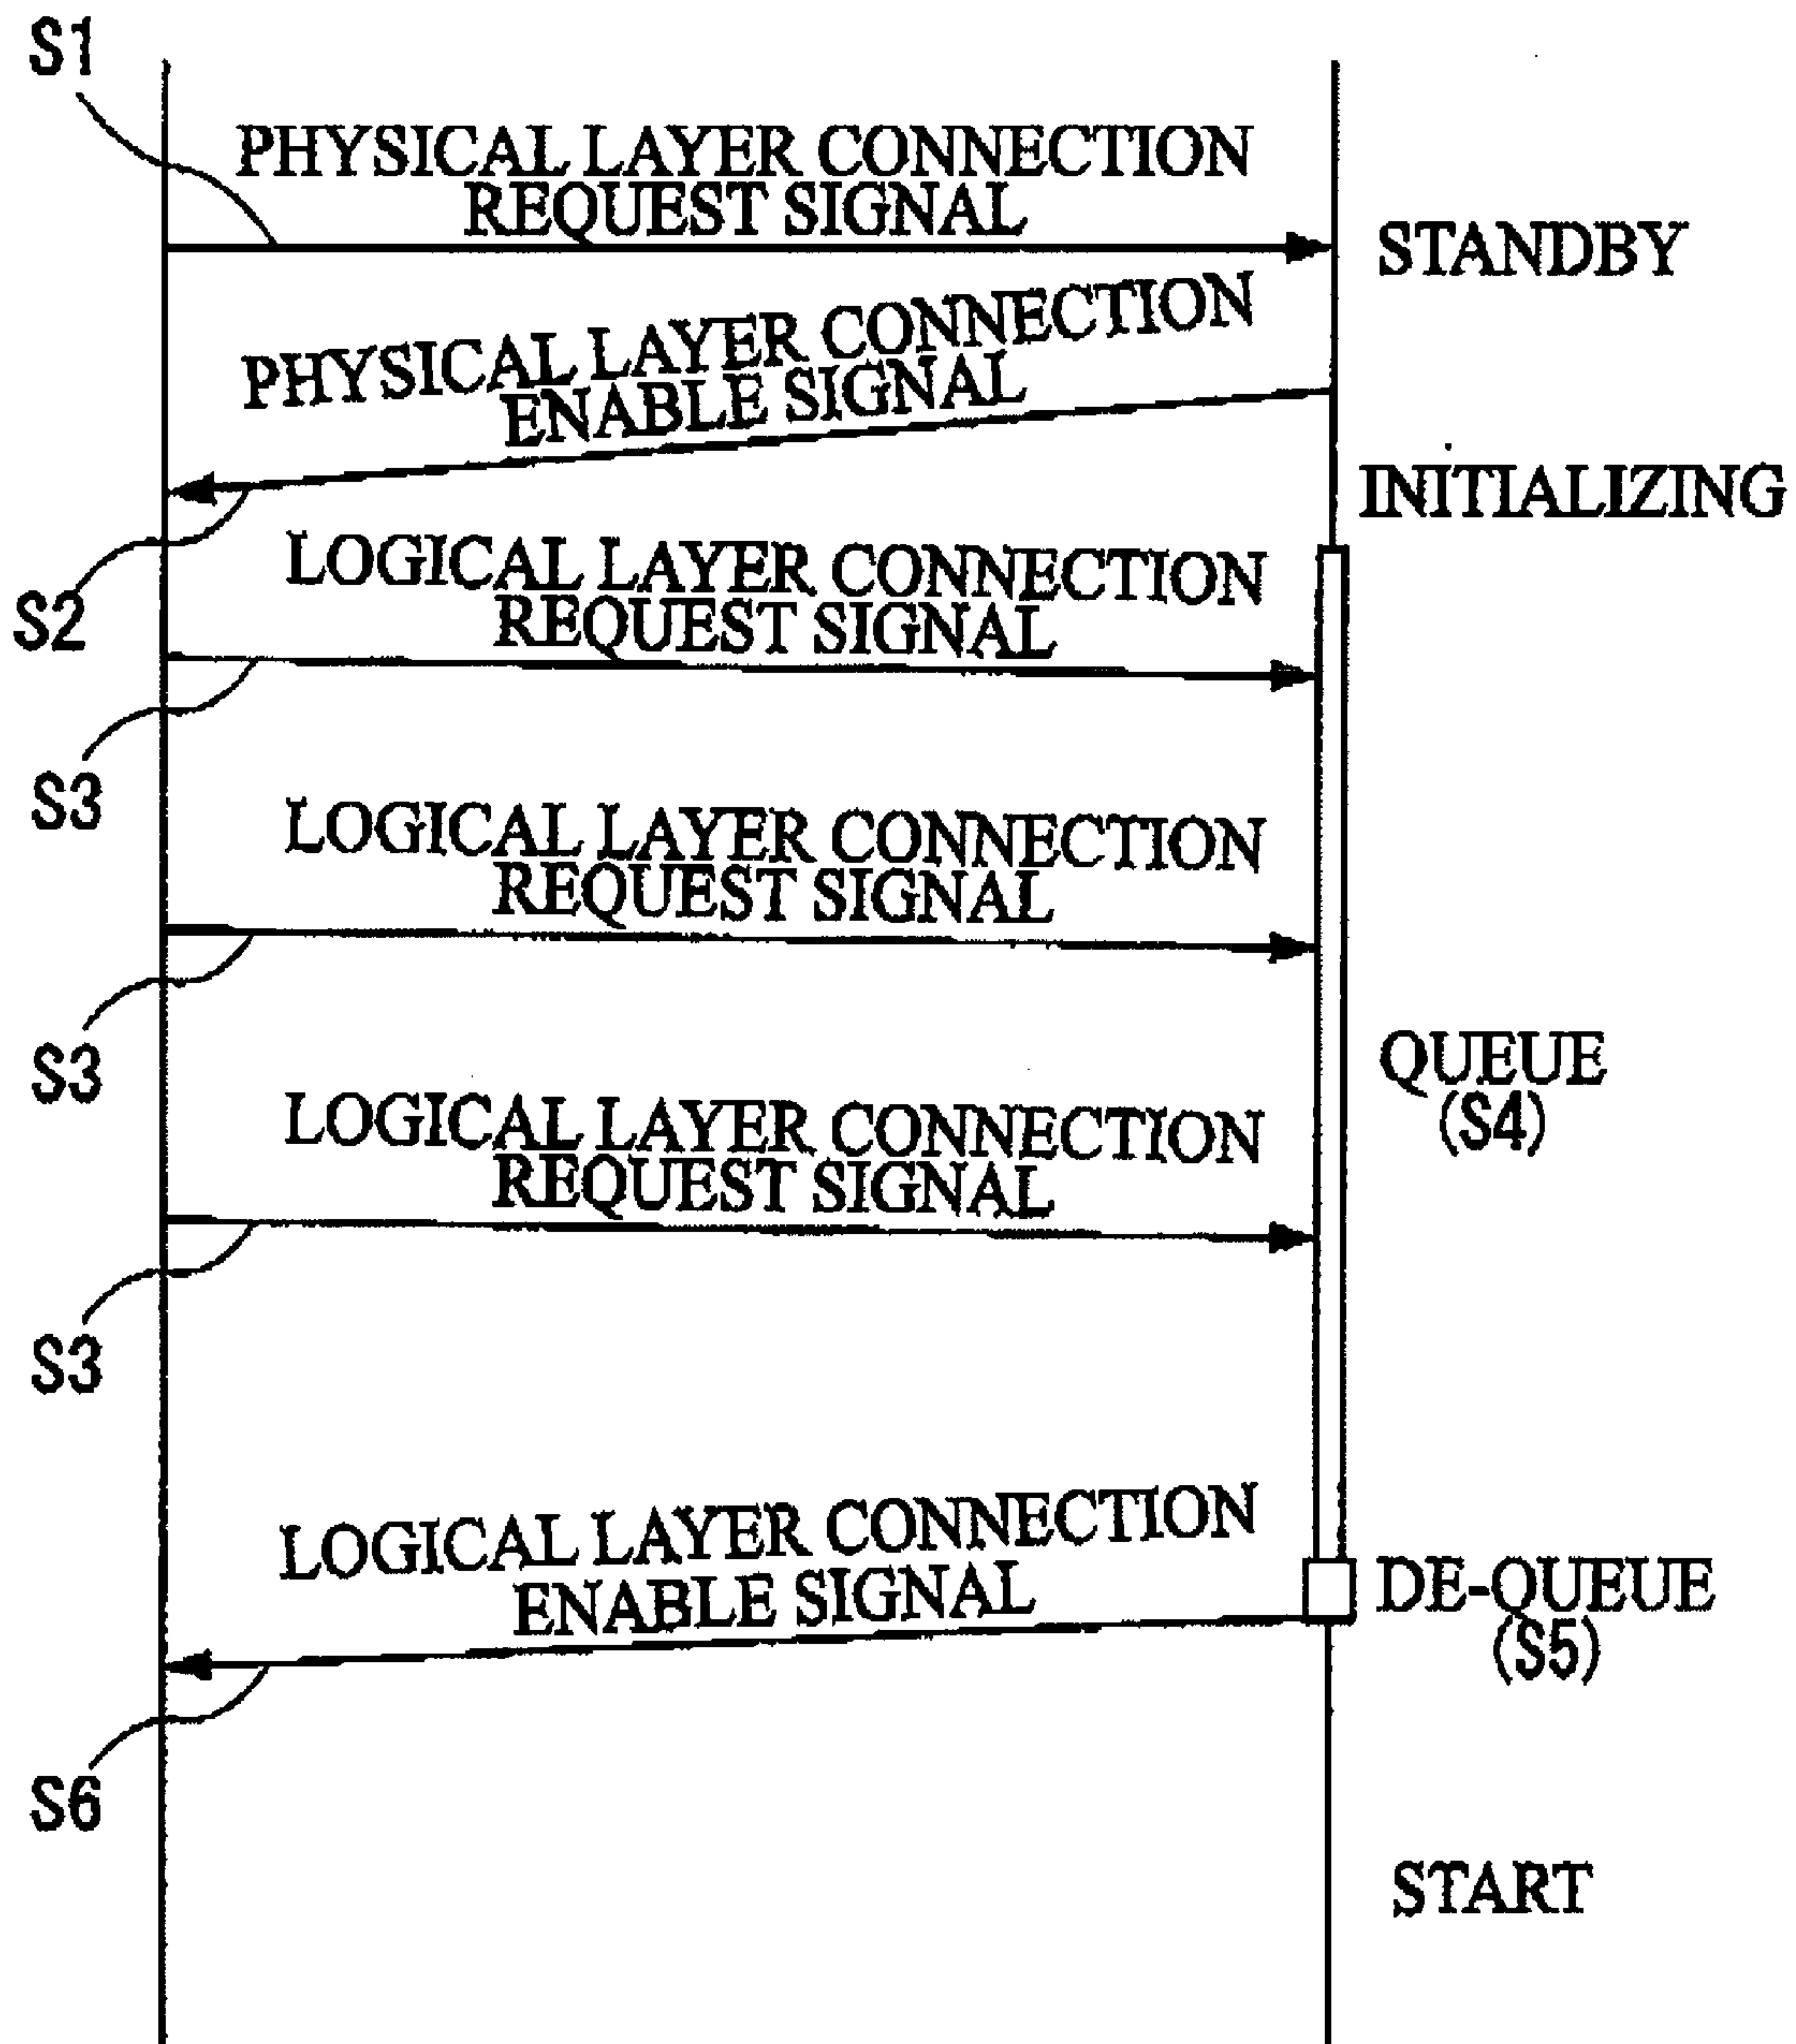 S1
PHYSICAL LAYER CONNECTION
REQUEST SIGNAL
STANDBY
PHYSICAL LAYER CONNECTION
ENABLE SIGNAL
INITIALIZING
S2
LOGICAL LAYER CONNECTION
REQUEST SIGNAL
S3
LOGICAL LAYER CONNECTION
REQUEST SIGNAL
S3
QUEUE
(S4)
LOGICAL LAYER CONNECTION
REQUEST SIGNAL
S3
LOGICAL LAYER CONNECTION
ENABLE SIGNAL
DE-QUEUE
(S5)
S6
START